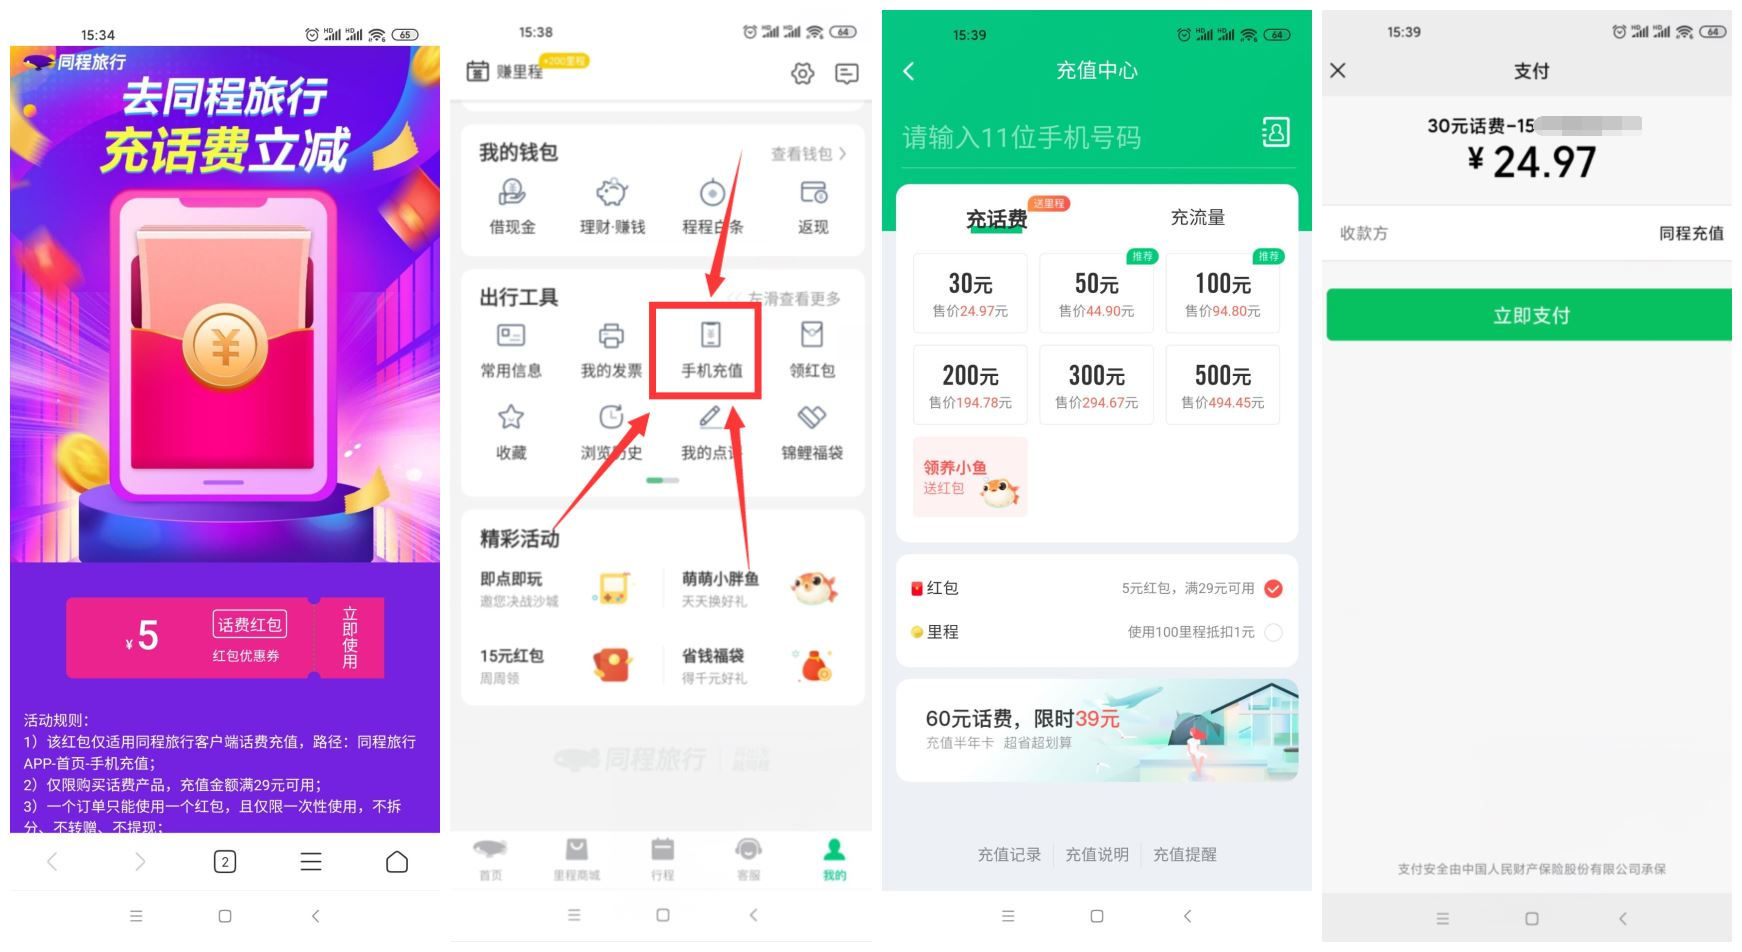 15:34
65
同程旅行
去同程旅行
充话费立减
¥5
话费红包
红包优惠券
立即使用
活动规则：
1）该红包仅适用同程旅行客户端话费充值，路径：同程旅行
APP-首页-手机充值；
2）仅限购买话费产品，充值金额满29元可用；
3）一个订单只能使用一个红包，且仅限一次性使用，不拆
分、不转赠、不提现；
2
15:38
64
赚里程
+200里程
我的钱包
查看钱包
借现金
理财·赚钱
程程白条
返现
出行工具
左滑查看更多
常用信息
我的发票
手机充值
领红包
收藏
浏览历史
我的点评
锦鲤福袋
精彩活动
即点即玩
邀您决战沙城
萌萌小胖鱼
天天换好礼
15元红包
周周领
省钱福袋
得千元好礼
同程旅行
再出发
就同程
首页
里程商城
行程
客服
我的
15:39
64
充值中心
请输入11位手机号码
充话费
送里程
充流量
30元
售价24.97元
推荐
50元
售价44.90元
推荐
100元
售价94.80元
200元
售价194.78元
300元
售价294.67元
500元
售价494.45元
领养小鱼
送红包
红包
5元红包，满29元可用
里程
使用100里程抵扣1元
60元话费，限时39元
充值半年卡 超省超划算
充值记录
充值说明
充值提醒
15:39
64
支付
30元话费-15
¥24.97
收款方
同程充值
立即支付
支付安全由中国人民财产保险股份有限公司承保